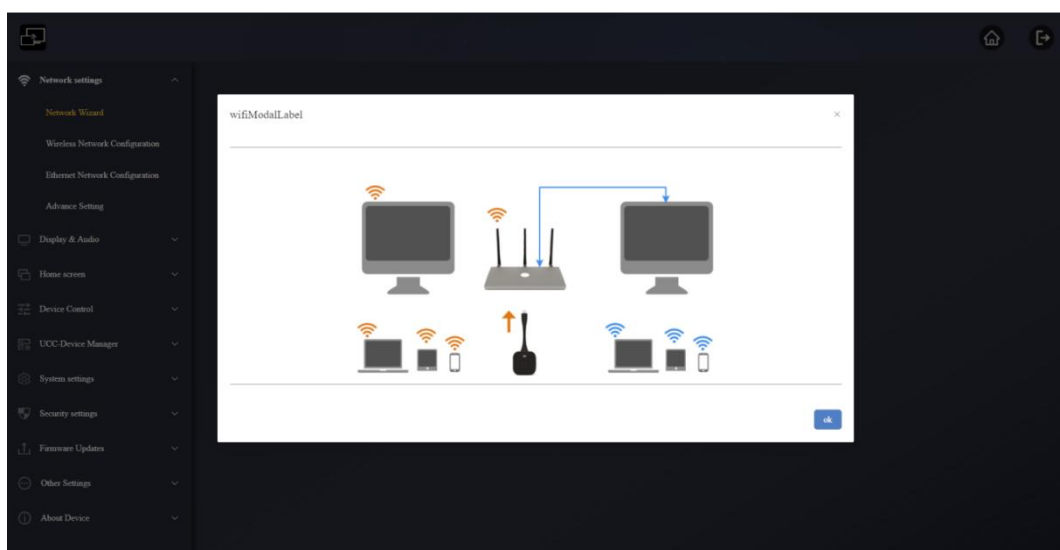 Network settings
Network Wizard
Wireless Network Configuration
Ethernet Network Configuration
Advance Setting
Display & Audio
Home screen
Device Control
UCC-Device Manager
System settings
Security settings
Firmware Updates
Other Settings
About Device
wifiModalLabel
ok